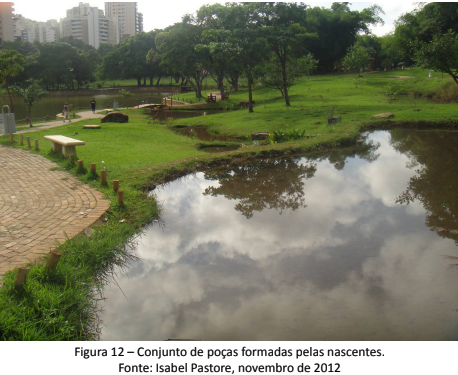 Figura 12 – Conjunto de poças formadas pelas nascentes.
Fonte: Isabel Pastore, novembro de 2012